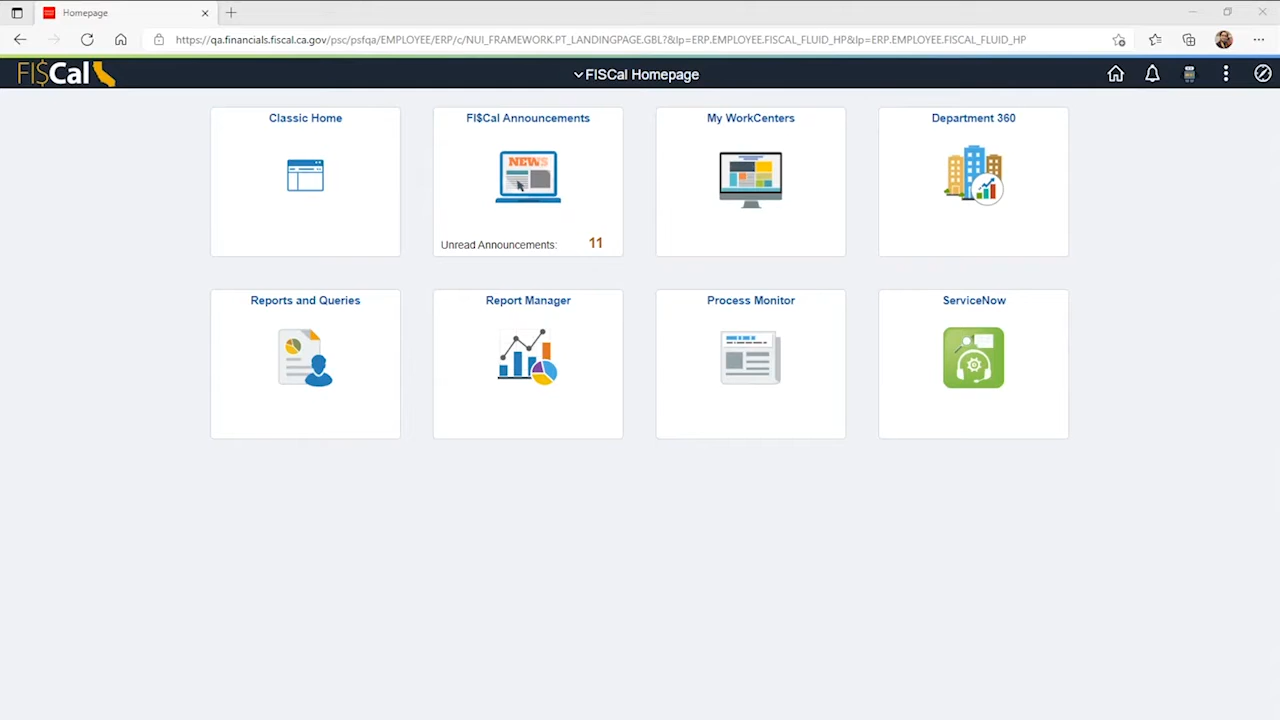 Homepage
https://qa.financials.fiscal.ca.gov/psc/psfqa/EMPLOYEE/ERP/c/NUI_FRAMEWORK.PT_LANDINGPAGE.GBL?&lp=ERP.EMPLOYEE.FISCAL_FLUID_HP&lp=ERP.EMPLOYEE.FISCAL_FLUID_HP
FI$Cal
FISCal Homepage
Classic Home
FI$Cal Announcements
NEWS
Unread Announcements: 11
My WorkCenters
Department 360
Reports and Queries
Report Manager
Process Monitor
ServiceNow